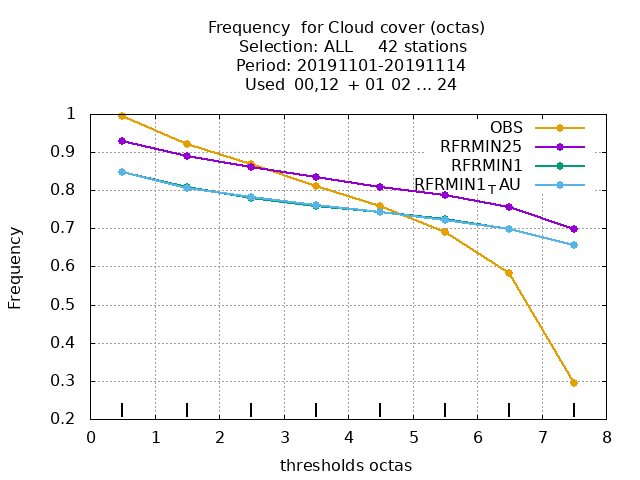 Frequency  for Cloud cover (octas)
Selection: ALL     42 stations
Period: 20191101-20191114
Used  00,12  + 01 02 ... 24
1
0.9
0.8
0.7
0.6
0.5
0.4
0.3
0.2
Frequency
OBS
RFRMIN25
RFRMIN1
RFRMIN1TAU
0 1 2 3 4 5 6 7 8
thresholds octas